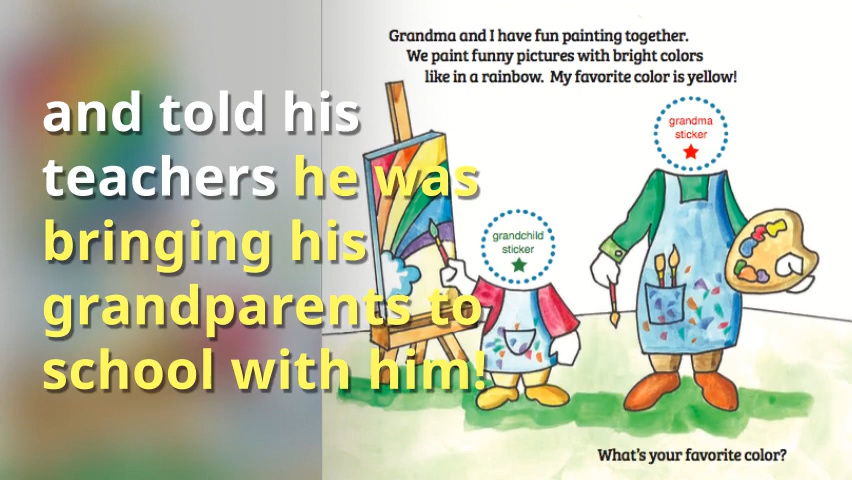 and told his
teachers he was
bringing his
grandparents to
school with him!
Grandma and I have fun painting together.
We paint funny pictures with bright colors
like in a rainbow. My favorite color is yellow!
grandma
sticker
grandchild
sticker
What's your favorite color?